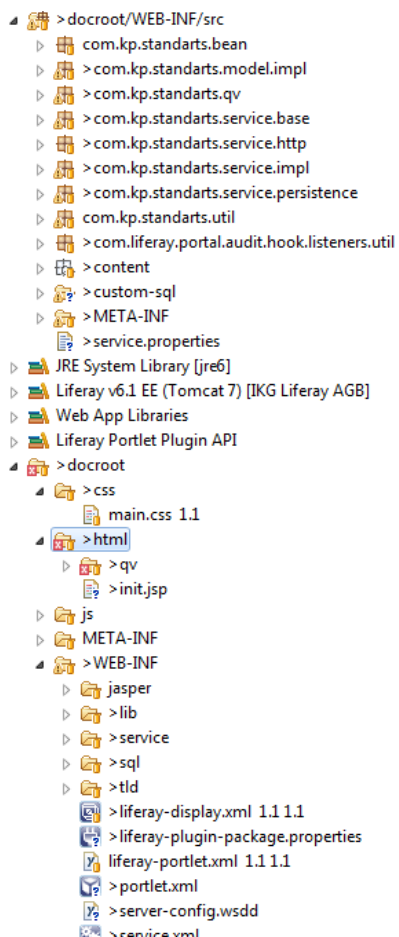 >docroot/WEB-INF/src
com.kp.standarts.bean
>com.kp.standarts.model.impl
>com.kp.standarts.qv
>com.kp.standarts.service.base
>com.kp.standarts.service.http
>com.kp.standarts.service.impl
>com.kp.standarts.service.persistence
com.kp.standarts.util
>com.liferay.portal.audit.hook.listeners.util
>content
>custom-sql
>META-INF
>service.properties
JRE System Library [jre6]
Liferay v6.1 EE (Tomcat 7) [IKG Liferay AGB]
Web App Libraries
Liferay Portlet Plugin API
>docroot
>css
main.css 1.1
>html
>qv
>init.jsp
js
META-INF
>WEB-INF
jasper
>lib
>service
>sql
>tld
>liferay-display.xml 1.1 1.1
>liferay-plugin-package.properties
liferay-portlet.xml 1.1 1.1
>portlet.xml
>server-config.wsdd
>service.xml